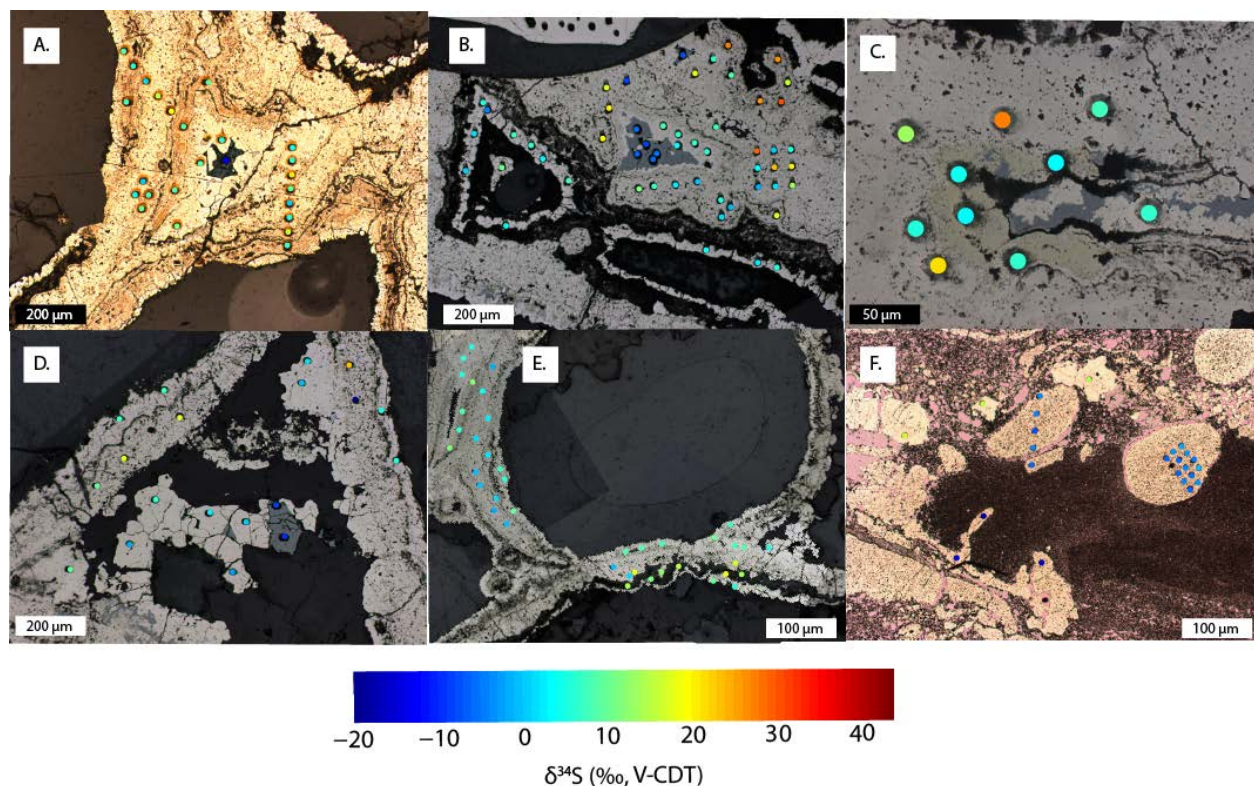 A.
B.
C.
200 µm
200 µm
50 µm
D.
E.
F.
200 µm
100 µm
100 µm
−20 −10 0 10 20 30 40
δ³⁴S (‰, V-CDT)